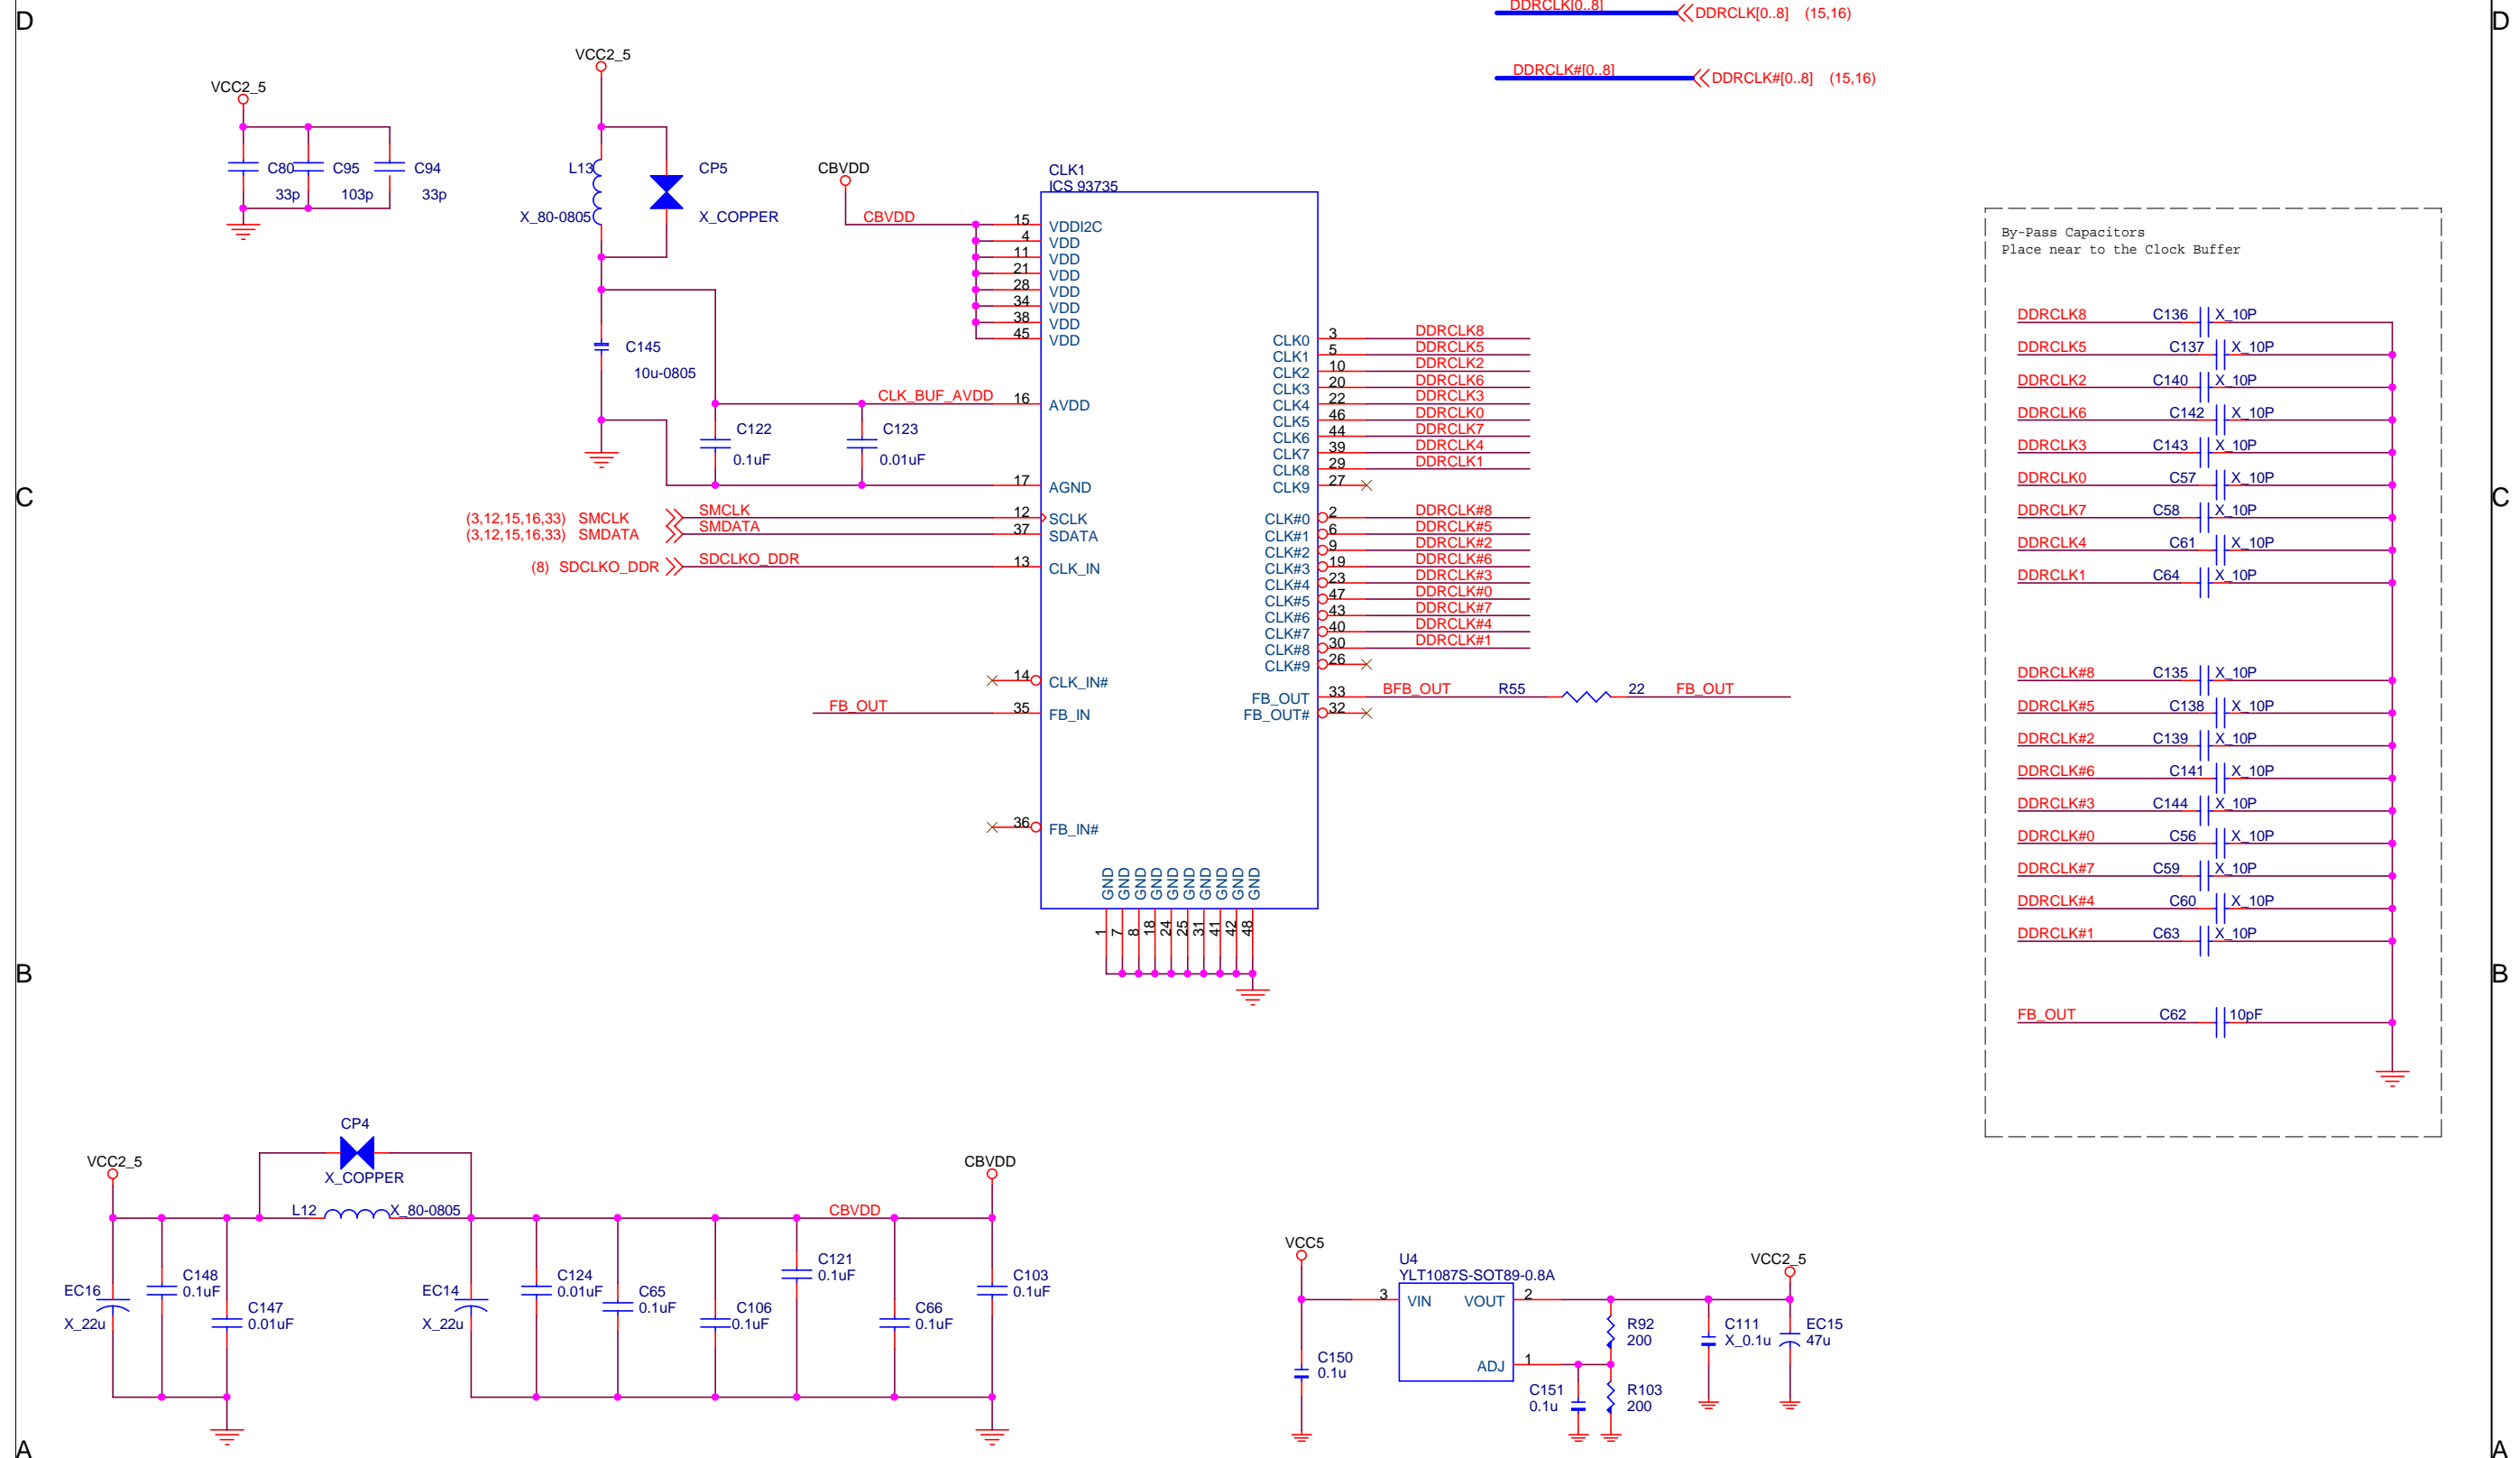 D
DDRCLK[0..8]
DDRCLK[0..8] (15,16)
D
DDRCLK#[0..8]
DDRCLK#[0..8] (15,16)
VCC2_5
C80
33p
C95
103p
C94
33p
VCC2_5
L13
X_80-0805
CP5
X_COPPER
C145
10u-0805
CBVDD
CBVDD
CLK_BUF_AVDD
C122
0.1uF
C123
0.01uF
(3,12,15,16,33) SMCLK
SMCLK
(3,12,15,16,33) SMDATA
SMDATA
(8) SDCLKO_DDR
SDCLKO_DDR
FB_OUT
CLK1
ICS 93735
15 VDDI2C
4 VDD
11 VDD
21 VDD
28 VDD
34 VDD
38 VDD
45 VDD
16 AVDD
17 AGND
12 SCLK
37 SDATA
13 CLK_IN
14 CLK_IN#
35 FB_IN
36 FB_IN#
CLK0 3 DDRCLK8
CLK1 5 DDRCLK5
CLK2 10 DDRCLK2
CLK3 20 DDRCLK6
CLK4 22 DDRCLK3
CLK5 46 DDRCLK0
CLK6 44 DDRCLK7
CLK7 39 DDRCLK4
CLK8 29 DDRCLK1
CLK9 27
CLK#0 2 DDRCLK#8
CLK#1 6 DDRCLK#5
CLK#2 9 DDRCLK#2
CLK#3 19 DDRCLK#6
CLK#4 23 DDRCLK#3
CLK#5 47 DDRCLK#0
CLK#6 43 DDRCLK#7
CLK#7 40 DDRCLK#4
CLK#8 30 DDRCLK#1
CLK#9 26
FB_OUT 33 BFB_OUT R55 22 FB_OUT
FB_OUT# 32
GND GND GND GND GND GND GND GND GND GND
1 7 8 18 24 25 31 41 42 48
C
C
By-Pass Capacitors
Place near to the Clock Buffer
DDRCLK8 C136 X_10P
DDRCLK5 C137 X_10P
DDRCLK2 C140 X_10P
DDRCLK6 C142 X_10P
DDRCLK3 C143 X_10P
DDRCLK0 C57 X_10P
DDRCLK7 C58 X_10P
DDRCLK4 C61 X_10P
DDRCLK1 C64 X_10P
DDRCLK#8 C135 X_10P
DDRCLK#5 C138 X_10P
DDRCLK#2 C139 X_10P
DDRCLK#6 C141 X_10P
DDRCLK#3 C144 X_10P
DDRCLK#0 C56 X_10P
DDRCLK#7 C59 X_10P
DDRCLK#4 C60 X_10P
DDRCLK#1 C63 X_10P
FB_OUT C62 10pF
B
B
VCC2_5
CP4
X_COPPER
L12 X_80-0805
CBVDD
CBVDD
EC16
X_22u
C148
0.1uF
C147
0.01uF
EC14
X_22u
C124
0.01uF
C65
0.1uF
C106
0.1uF
C121
0.1uF
C66
0.1uF
C103
0.1uF
VCC5
C150
0.1u
U4
YLT1087S-SOT89-0.8A
3 VIN
VOUT 2
ADJ 1
VCC2_5
R92
200
C151
0.1u
R103
200
C111
X_0.1u
EC15
47u
A
A